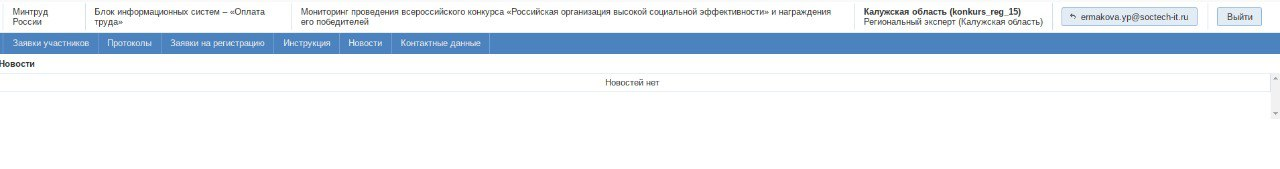 Минтруд России
Блок информационных систем – «Оплата труда»
Мониторинг проведения всероссийского конкурса «Российская организация высокой социальной эффективности» и награждения его победителей
Калужская область (konkurs_reg_15)
Региональный эксперт (Калужская область)
ermakova.yp@soctech-it.ru
Выйти
Заявки участников
Протоколы
Заявки на регистрацию
Инструкция
Новости
Контактные данные
Новости
Новостей нет